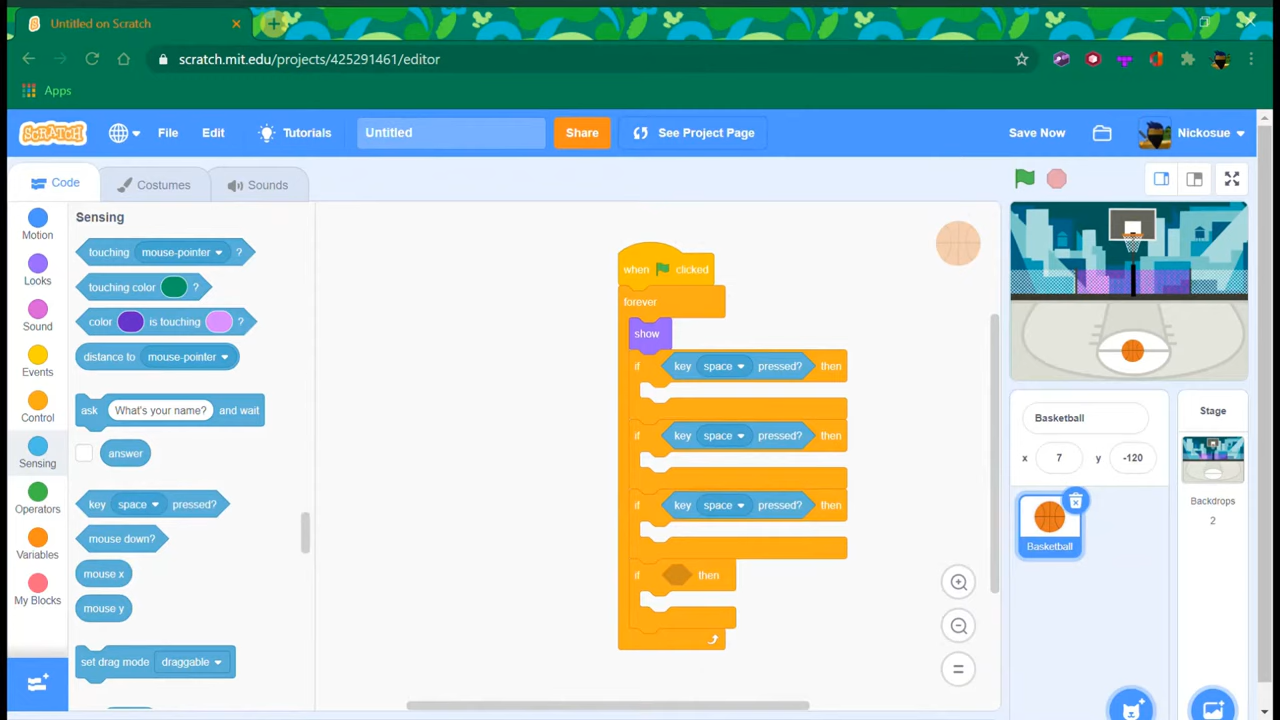 Untitled on Scratch
scratch.mit.edu/projects/425291461/editor
Apps
SCRATCH
File
Edit
Tutorials
Untitled
Share
See Project Page
Save Now
Nickosue
Code
Costumes
Sounds
Motion
Looks
Sound
Events
Control
Sensing
Operators
Variables
My Blocks
Sensing
touching mouse-pointer ?
touching color ?
color is touching ?
distance to mouse-pointer
ask What's your name? and wait
answer
key space pressed?
mouse down?
mouse x
mouse y
set drag mode draggable
when clicked
forever
show
if key space pressed? then
if key space pressed? then
if key space pressed? then
if then
Basketball
x 7 y -120
Basketball
Stage
Backdrops
2